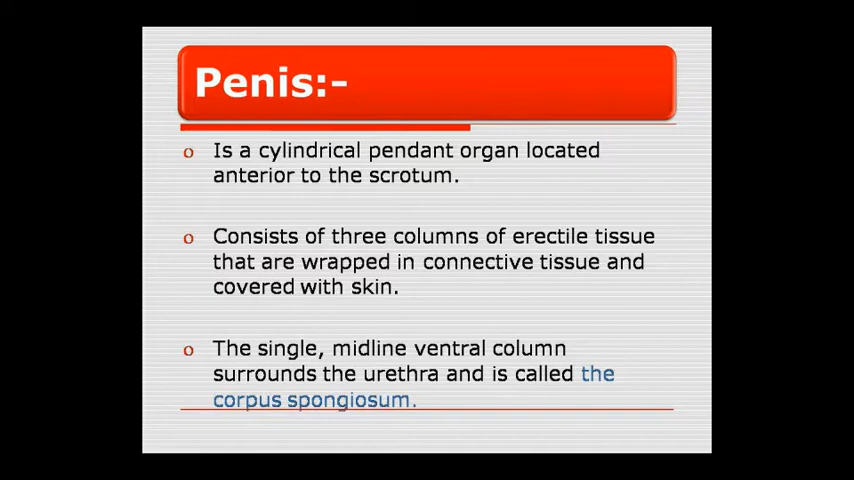 Penis:-
o Is a cylindrical pendant organ located
anterior to the scrotum.
o Consists of three columns of erectile tissue
that are wrapped in connective tissue and
covered with skin.
o The single, midline ventral column
surrounds the urethra and is called the
corpus spongiosum.